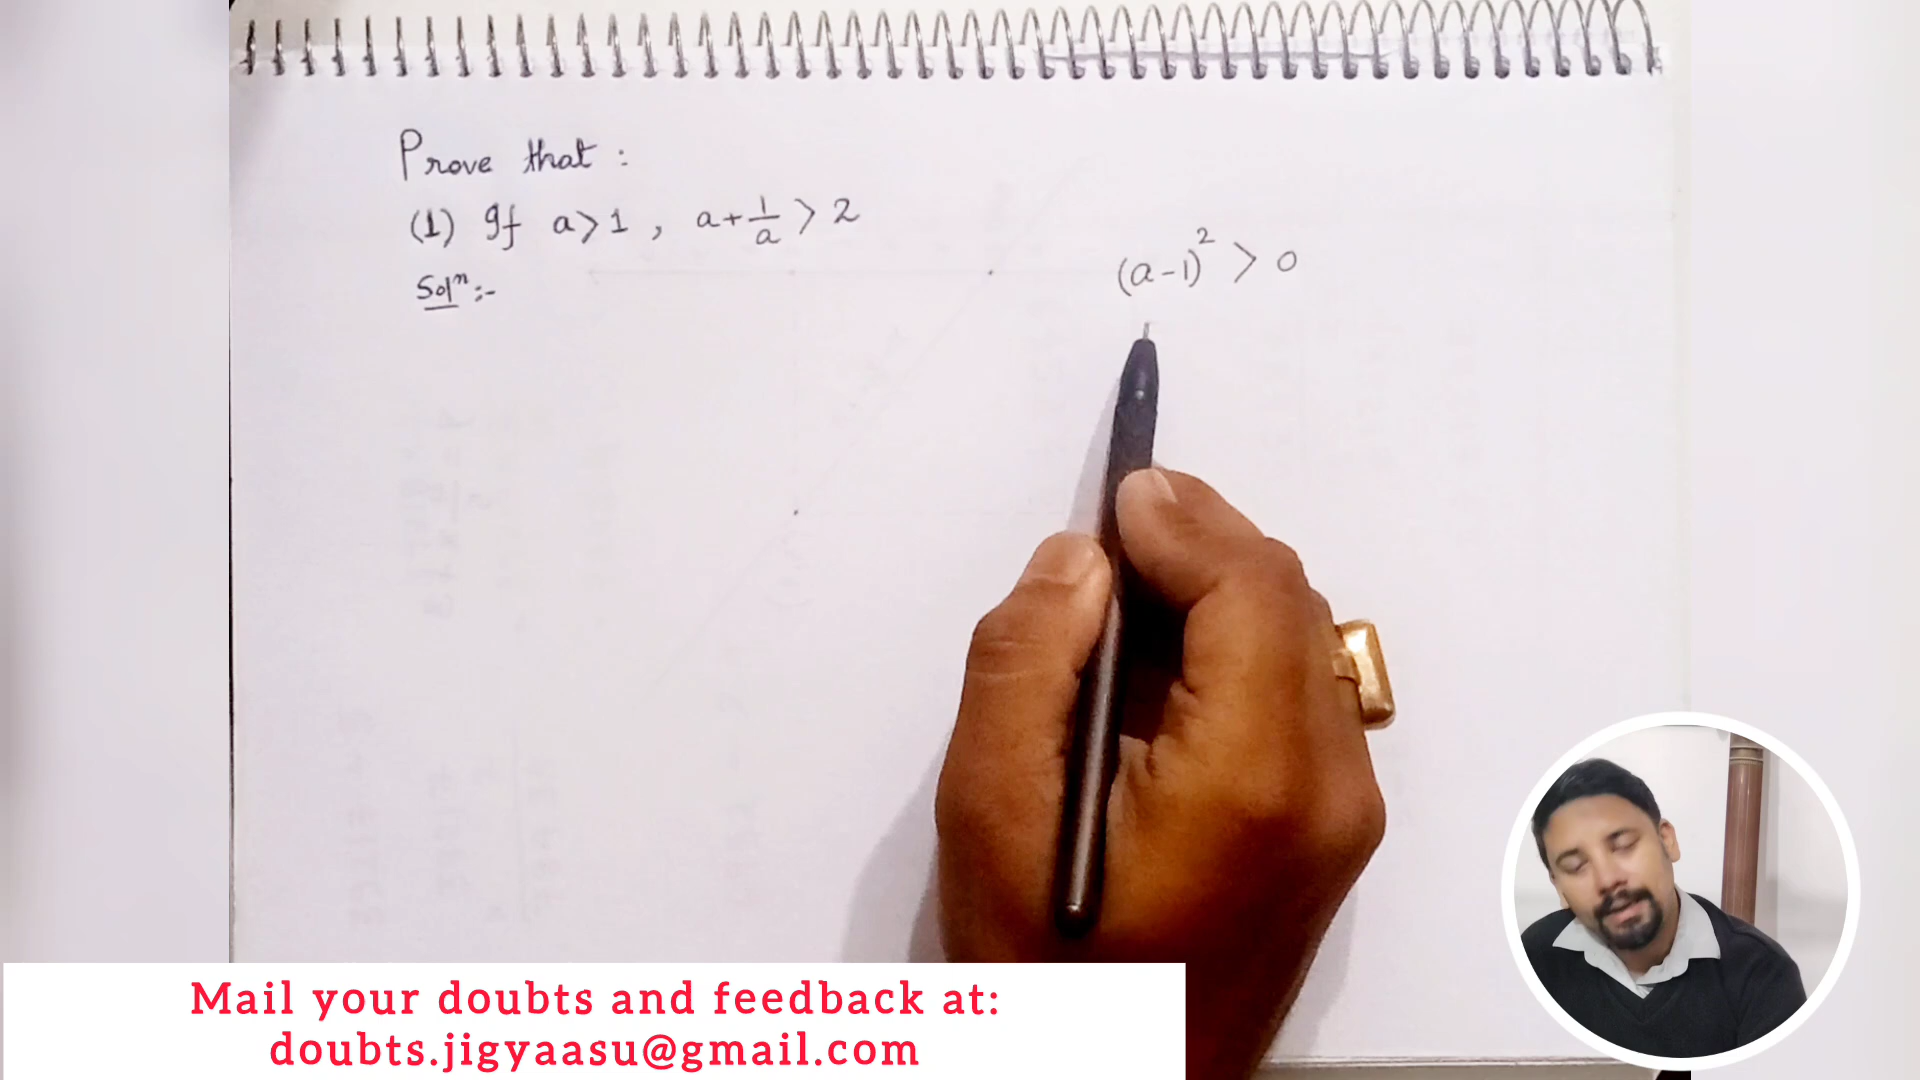 Prove that :
(1) If a > 1 , a + 1/a > 2
Solⁿ :-
(a - 1)² > 0
Mail your doubts and feedback at:
doubts.jigyaasu@gmail.com